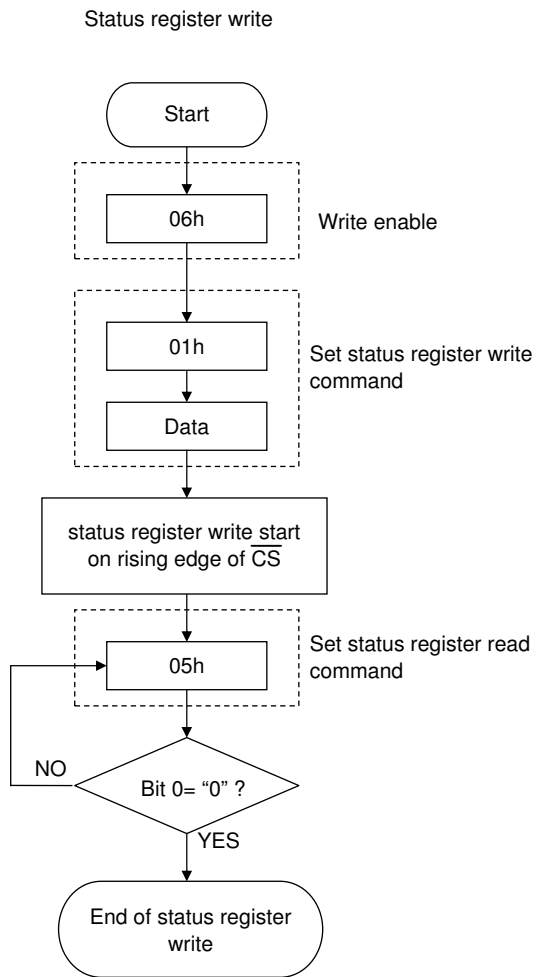 Status register write
Start
06h
Write enable
01h
Set status register write
command
Data
status register write start
on rising edge of C̅S̅
Set status register read
command
05h
NO
Bit 0= “0” ?
YES
End of status register
write